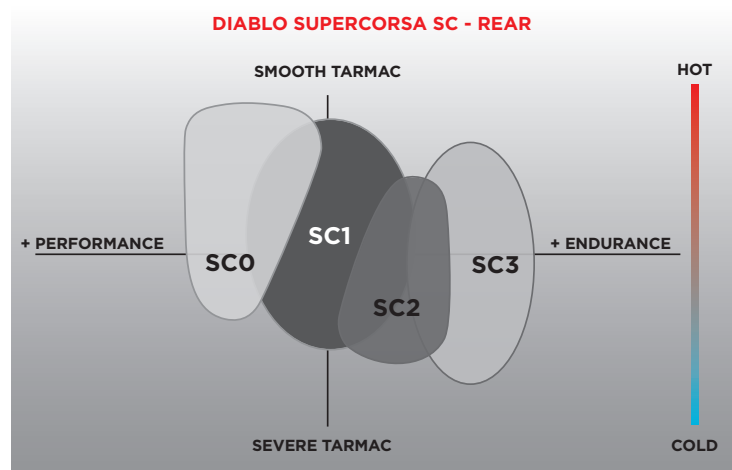 DIABLO SUPERCORSA SC - REAR
SMOOTH TARMAC
HOT
+ PERFORMANCE
SC0
SC1
SC2
SC3
+ ENDURANCE
SEVERE TARMAC
COLD